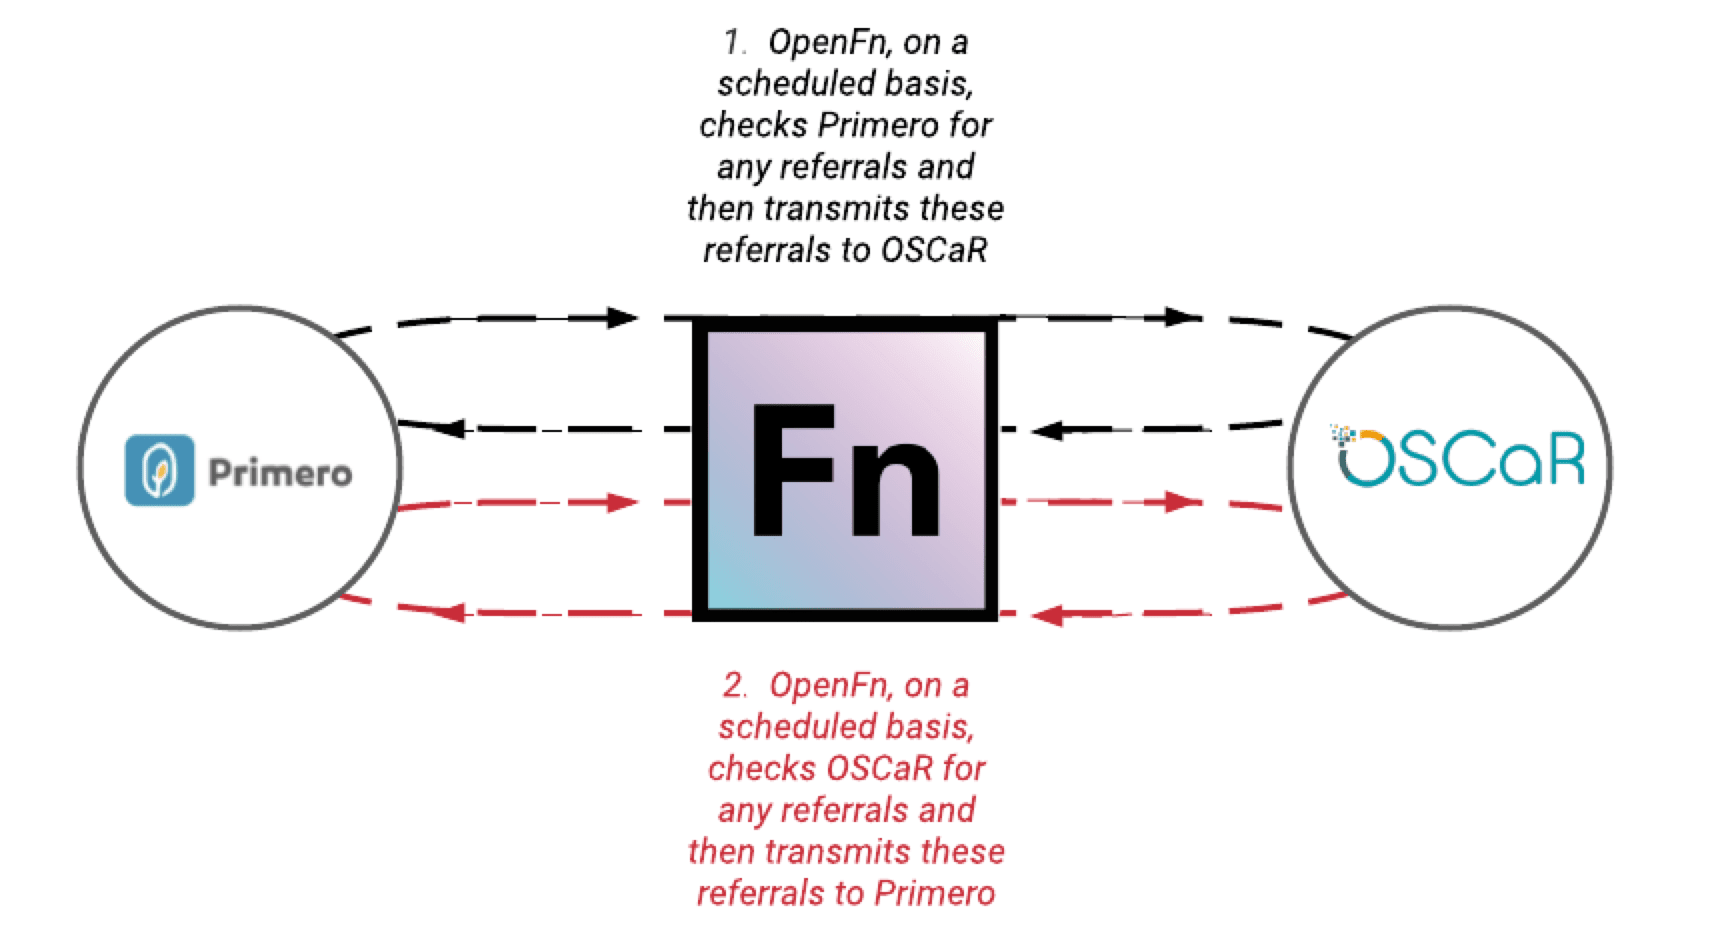 1. OpenFn, on a
scheduled basis,
checks Primero for
any referrals and
then transmits these
referrals to OSCaR
Primero
Fn
OSCaR
2. OpenFn, on a
scheduled basis,
checks OSCaR for
any referrals and
then transmits these
referrals to Primero